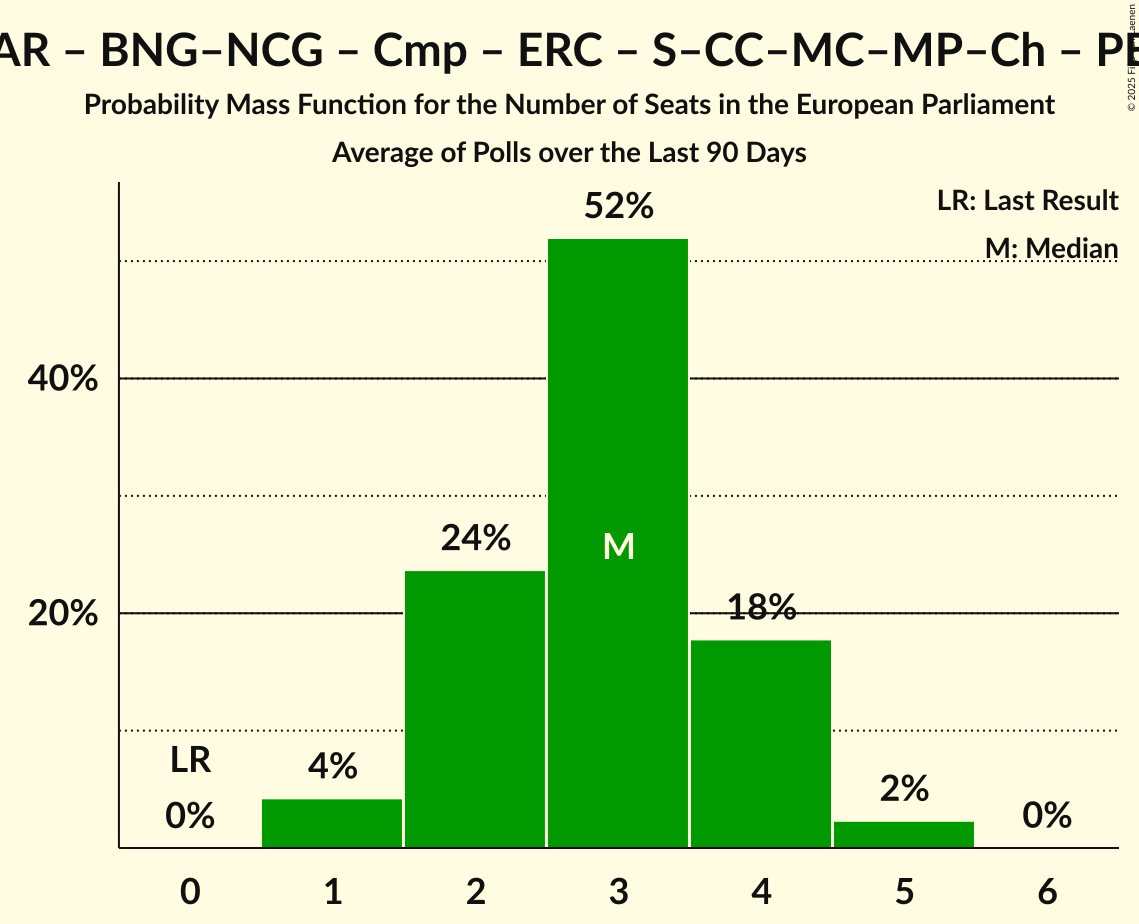 AR – BNG–NCG – Cmp – ERC – S–CC–MC–MP–Ch –
Probability Mass Function for the Number of Seats in the European Parliament
Average of Polls over the Last 90 Days
© 2025
LR: Last Result
M: Median
52%
40%
24%
M
20%
18%
LR
4%
2%
0%
0%
0 1 2 3 4 5 6